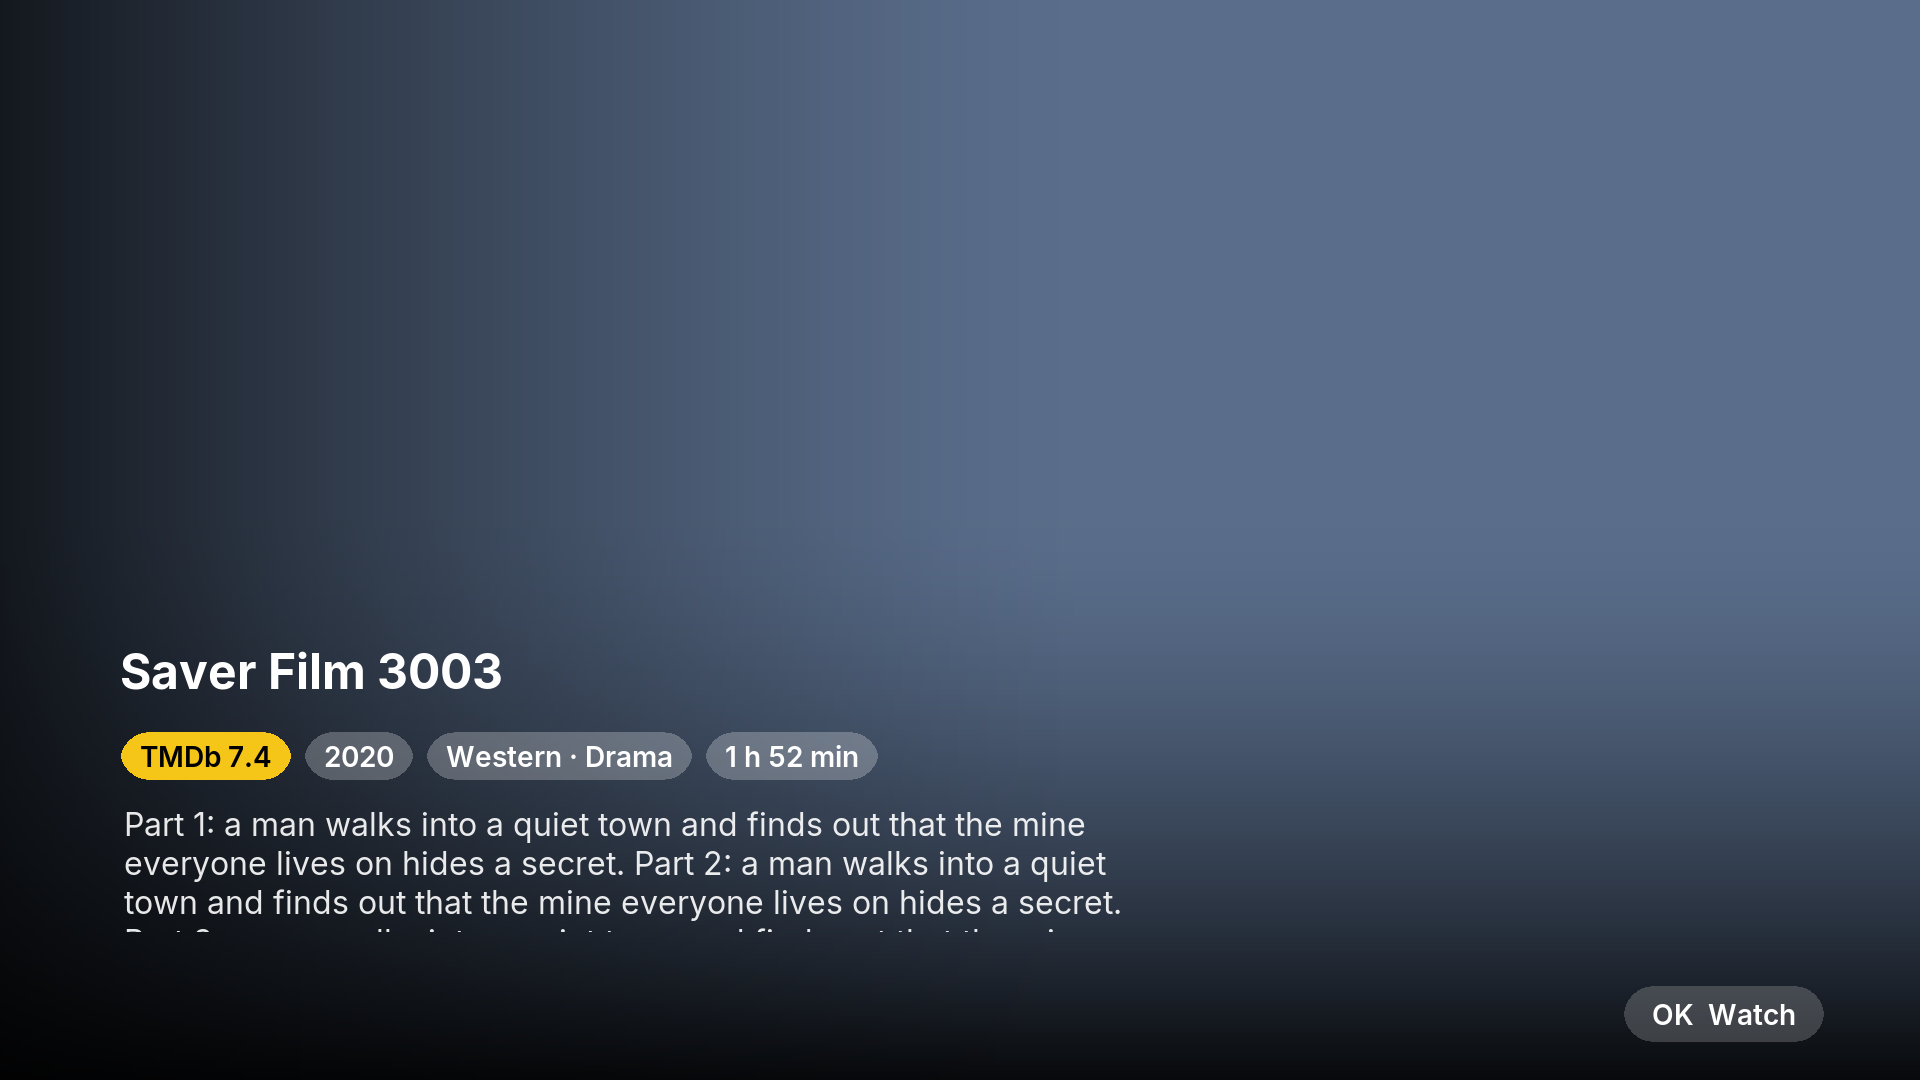 Saver Film 3003
TMDb 7.4 2020 Western · Drama 1 h 52 min
Part 1: a man walks into a quiet town and finds out that the mine
everyone lives on hides a secret. Part 2: a man walks into a quiet
town and finds out that the mine everyone lives on hides a secret.
OK Watch